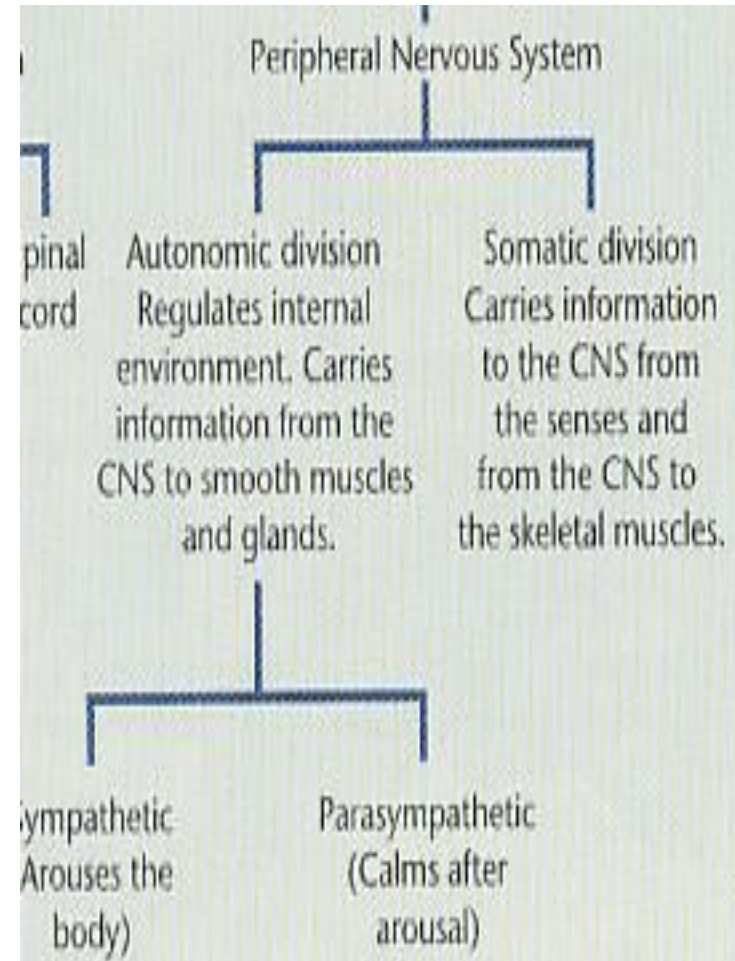 Peripheral Nervous System
pinal
cord
Autonomic division
Regulates internal
environment. Carries
information from the
CNS to smooth muscles
and glands.
Somatic division
Carries information
to the CNS from
the senses and
from the CNS to
the skeletal muscles.
ympathetic
Arouses the
body)
Parasympathetic
(Calms after
arousal)